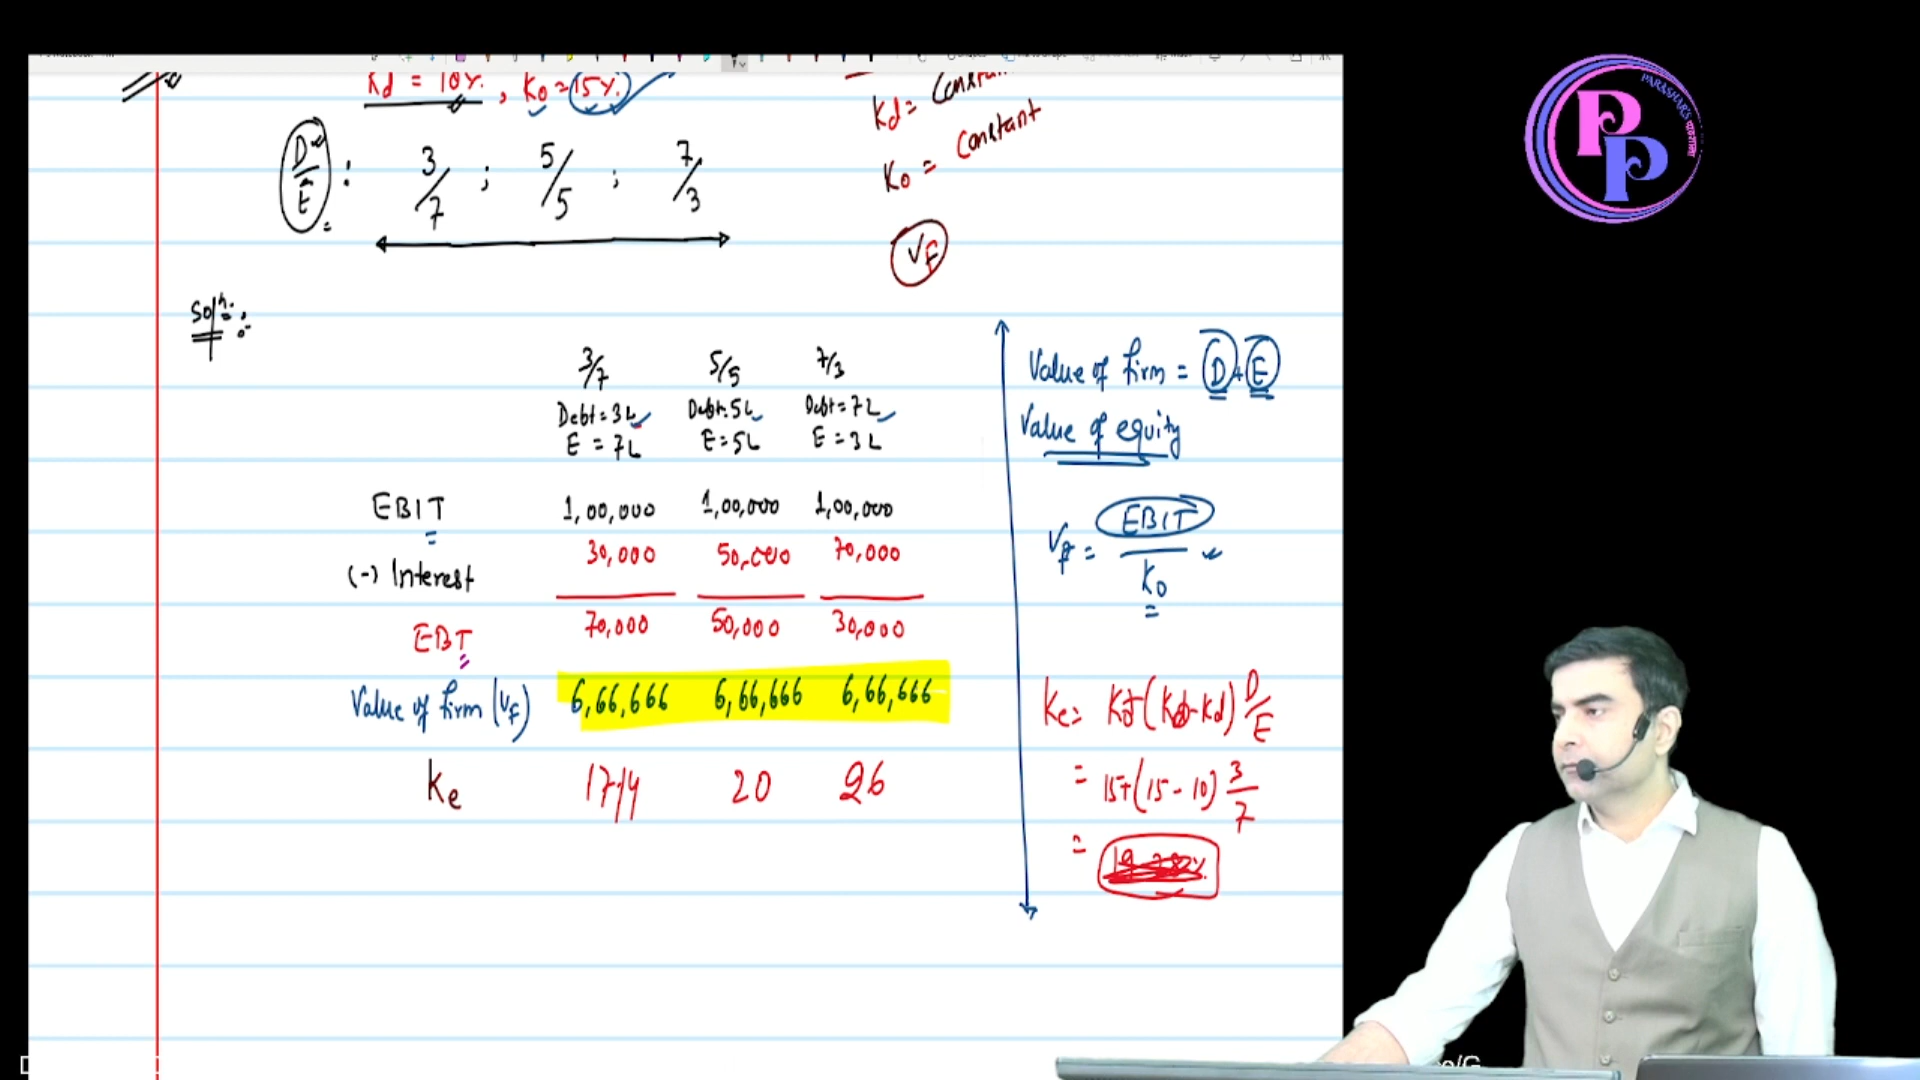 Kd = 10%. , Ko = 15%.
Kd = Constant
Ko = Constant
D/E : 3/7 ; 5/5 ; 7/3
VF
Soln. :
3/7 5/5 7/3
Debt = 3L Debt = 5L Debt = 7L
E = 7L E = 5L E = 3L
EBIT 1,00,000 1,00,000 1,00,000
(-) Interest 30,000 50,000 70,000
EBT 70,000 50,000 30,000
Value of firm (Vf) 6,66,666 6,66,666 6,66,666
Ke 17.14 20 26
Value of firm = D + E
Value of equity
Vf = EBIT/Ko
= 15 + (15 - 10) 3/7
=
PP
PARASHAR'S